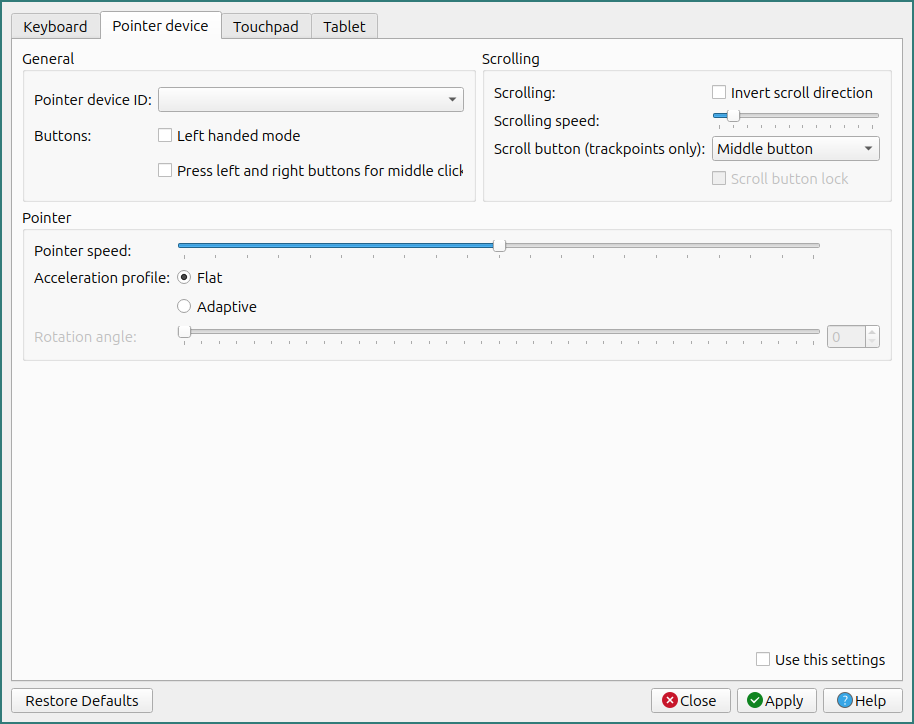 Keyboard
Pointer device
Touchpad
Tablet
General
Pointer device ID:
Buttons:
Left handed mode
Press left and right buttons for middle click
Scrolling
Scrolling:
Invert scroll direction
Scrolling speed:
Scroll button (trackpoints only):
Middle button
Scroll button lock
Pointer
Pointer speed:
Acceleration profile:
Flat
Adaptive
Rotation angle:
0
Use this settings
Restore Defaults
Close
Apply
Help